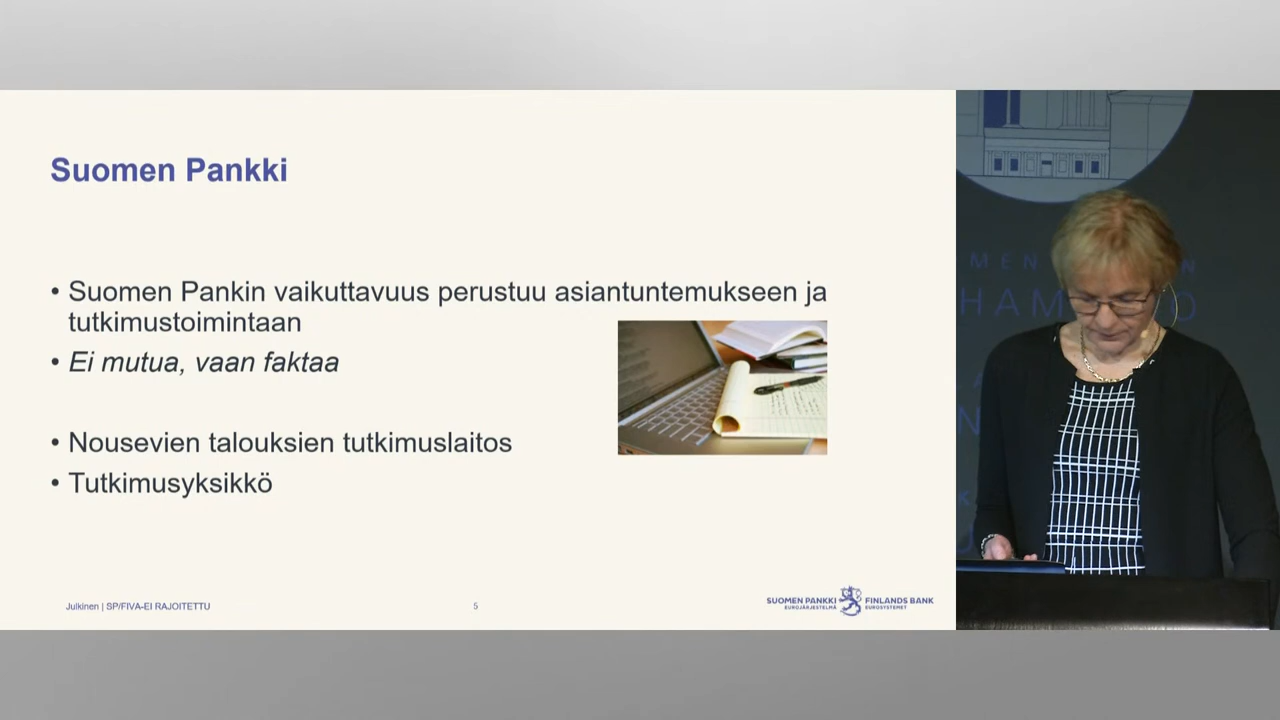 Suomen Pankki
• Suomen Pankin vaikuttavuus perustuu asiantuntemukseen ja
tutkimustoimintaan
• Ei mutua, vaan faktaa
• Nousevien talouksien tutkimuslaitos
• Tutkimusyksikkö
Julkinen | SP/FIVA-EI RAJOITETTU
5
SUOMEN PANKKI
EUROJÄRJESTELMÄ
FINLANDS BANK
EUROSYSTEMET